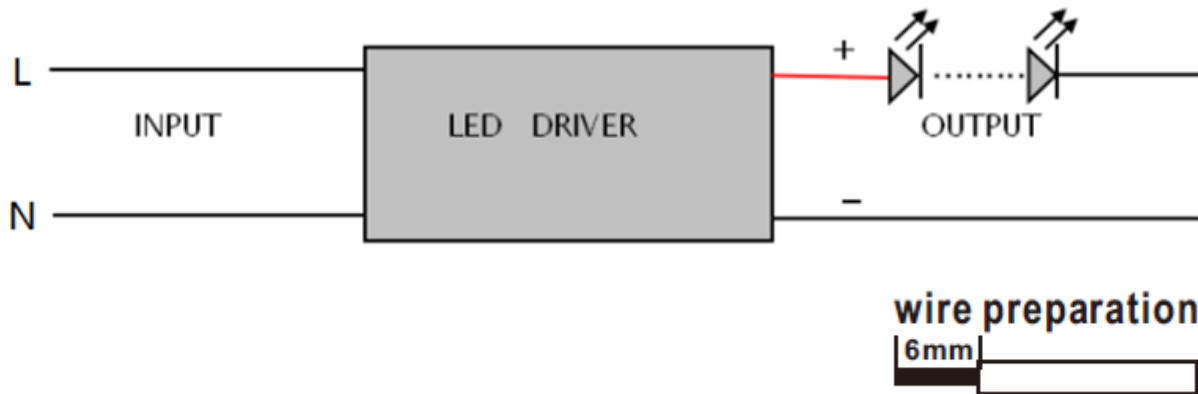 L
INPUT
N
LED DRIVER
+
OUTPUT
−
wire preparation
6mm